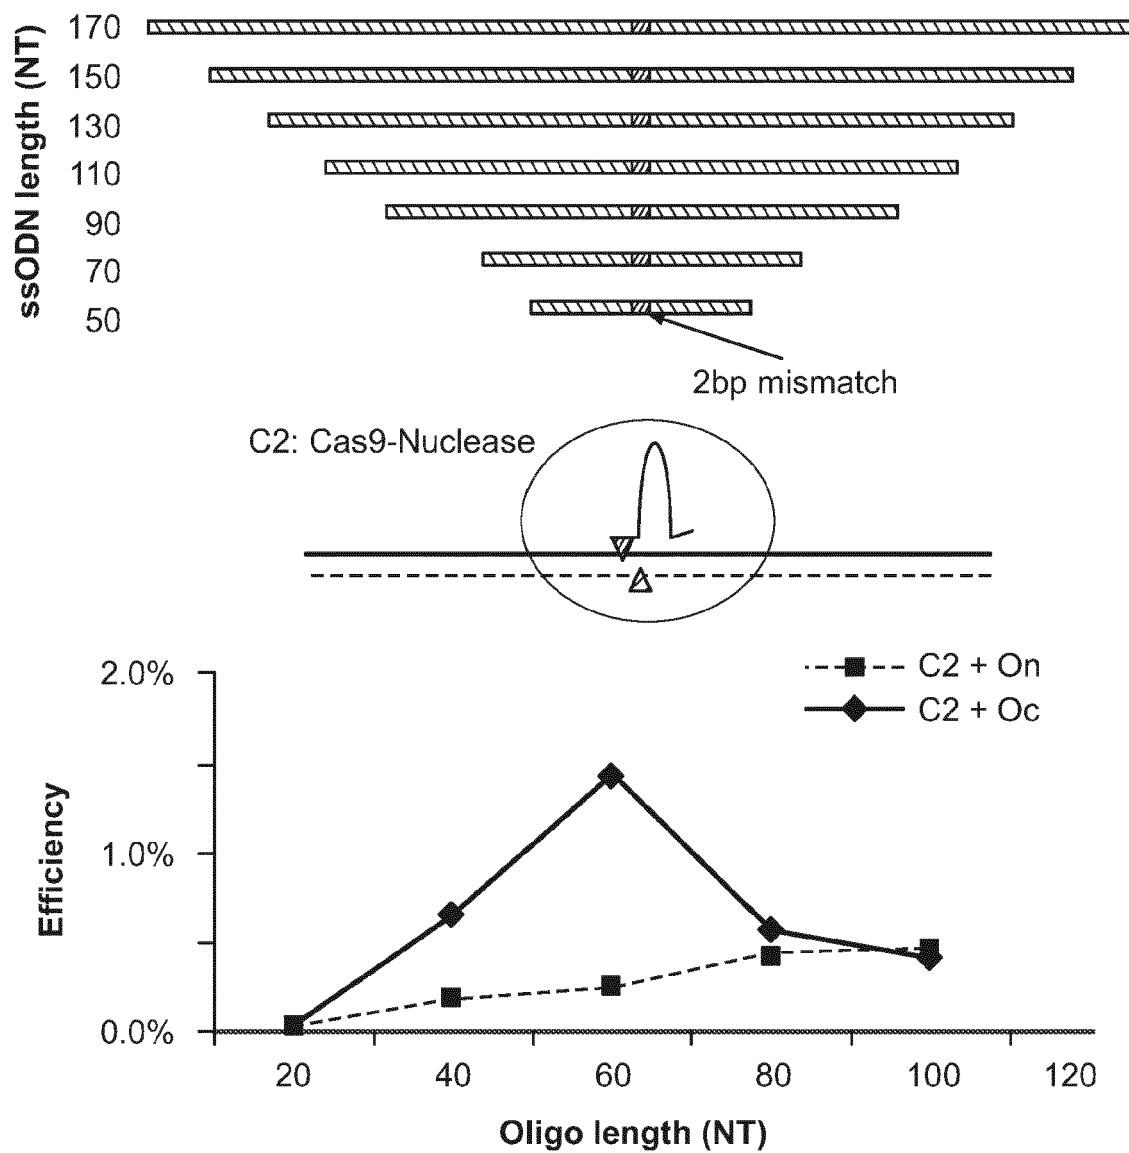 ssODN length (NT)
170
150
130
110
90
70
50
2bp mismatch
C2: Cas9-Nuclease
C2 + On
C2 + Oc
Efficiency
2.0%
1.0%
0.0%
20 40 60 80 100 120
Oligo length (NT)